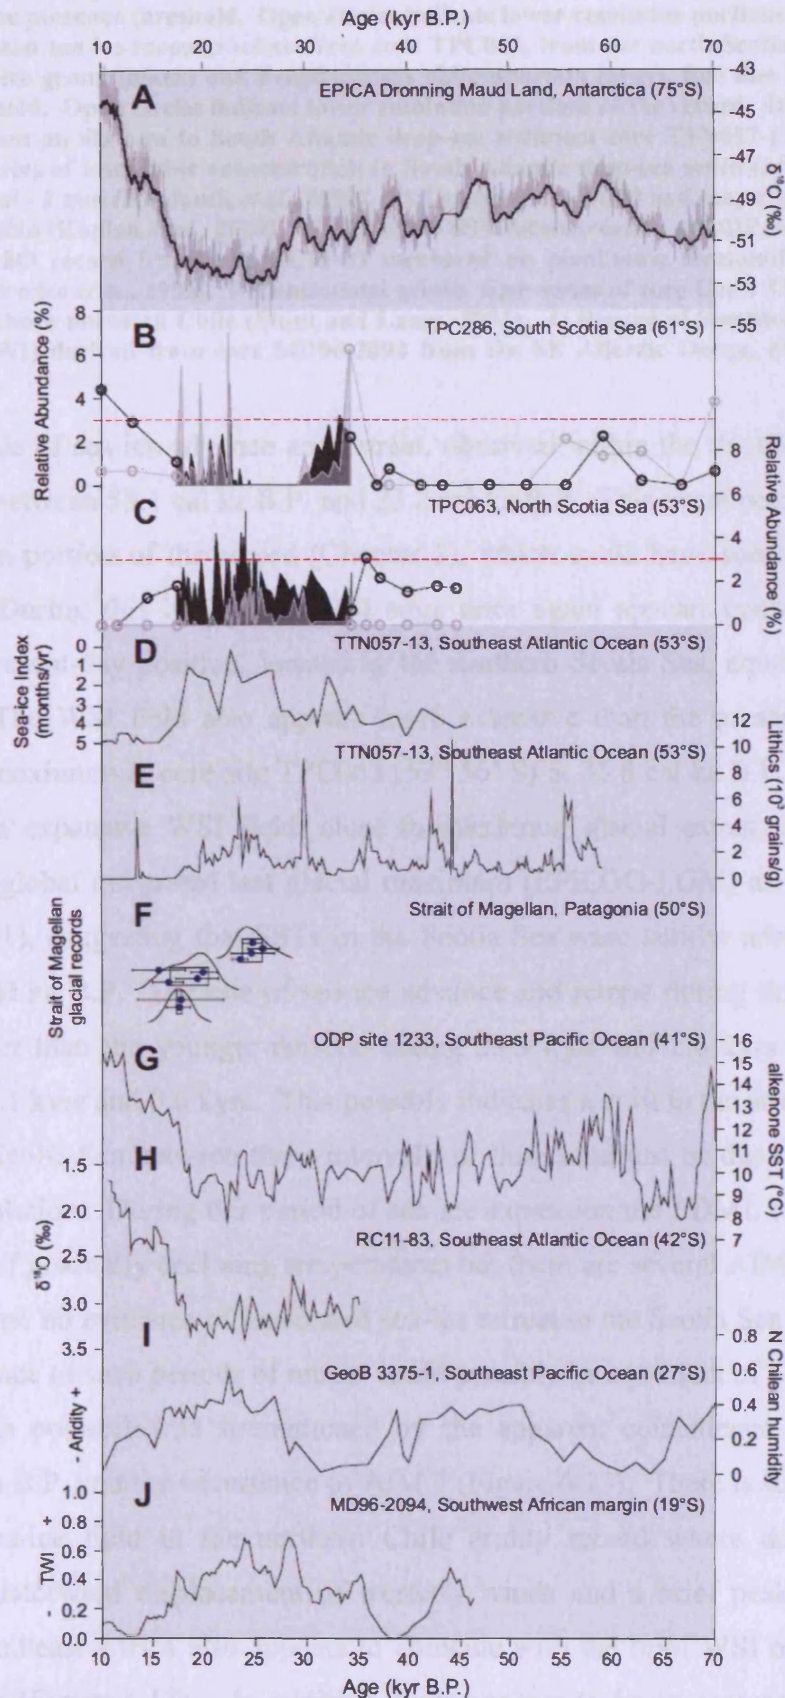 Age (kyr B.P.)
10 20 30 40 50 60 70
A
EPICA Dronning Maud Land, Antarctica (75°S)
-43
-45
-47
-49
-51
-53
-55
δ18O (‰)
B
TPC286, South Scotia Sea (61°S)
Relative Abundance (%)
8
6
4
2
0
C
TPC063, North Scotia Sea (53°S)
Relative Abundance (%)
8
6
4
2
0
D
TTN057-13, Southeast Atlantic Ocean (53°S)
Sea-ice Index
(months/yr)
0
1
2
3
4
5
E
TTN057-13, Southeast Atlantic Ocean (53°S)
Lithics (10³ grains/g)
12
10
8
6
4
2
0
F
Strait of Magellan, Patagonia (50°S)
Strait of Magellan
glacial records
G
ODP site 1233, Southeast Pacific Ocean (41°S)
alkenone SST (°C)
16
15
14
13
12
11
10
9
8
7
H
RC11-83, Southeast Atlantic Ocean (42°S)
δ18O (‰)
1.5
2.0
2.5
3.0
3.5
I
GeoB 3375-1, Southeast Pacific Ocean (27°S)
- Aridity +
N Chilean humidity
0.8
0.6
0.4
0.2
0
J
MD96-2094, Southwest African margin (19°S)
- TWI +
1.0
0.8
0.6
0.4
0.2
0.0
10 15 20 25 30 35 40 45 50 55 60 65 70
Age (kyr B.P.)